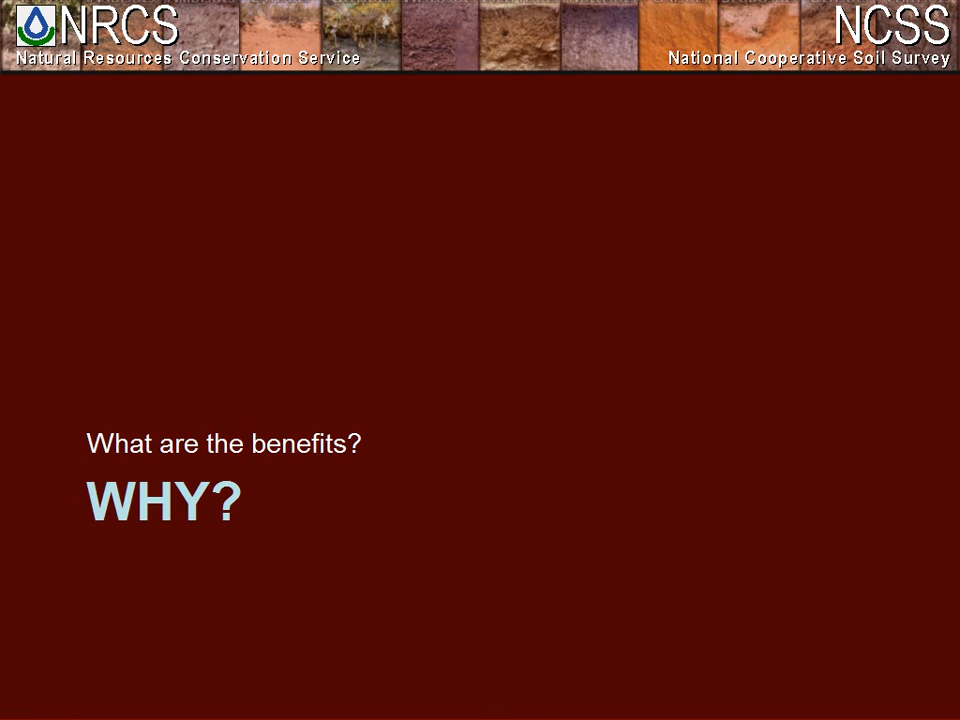 NRCS
Natural Resources Conservation Service
NCSS
National Cooperative Soil Survey
What are the benefits?
WHY?